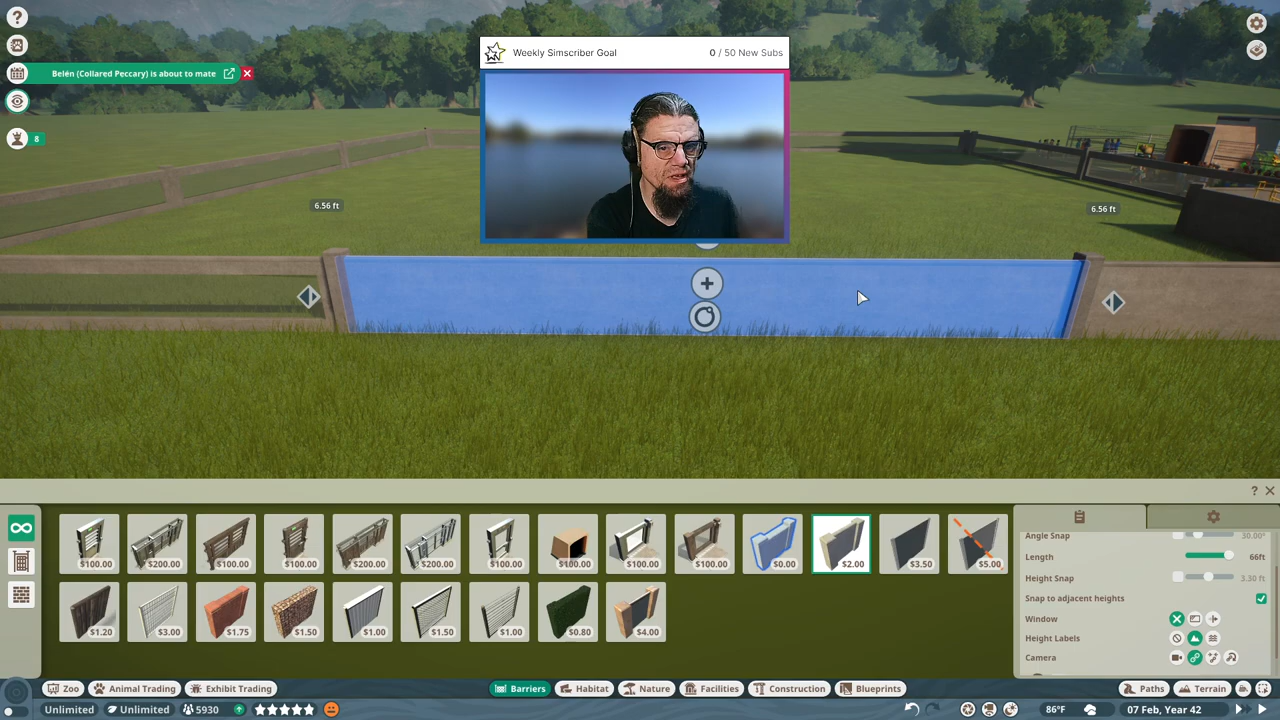 Weekly Simscriber Goal 0 / 50 New Subs
Belén (Collared Peccary) is about to mate
8
6.56 ft
6.56 ft
$100.00 $200.00 $100.00 $100.00 $200.00 $200.00 $100.00 $100.00 $100.00 $100.00 $0.00 $2.00 $3.50 $5.00
$1.20 $3.00 $1.75 $1.50 $1.00 $1.50 $1.00 $0.80 $4.00
Angle Snap 30.00°
Length 66ft
Height Snap 3.30 ft
Snap to adjacent heights
Window
Height Labels
Camera
Zoo Animal Trading Exhibit Trading Barriers Habitat Nature Facilities Construction Blueprints Paths Terrain
Unlimited Unlimited 5930 86°F 07 Feb, Year 42